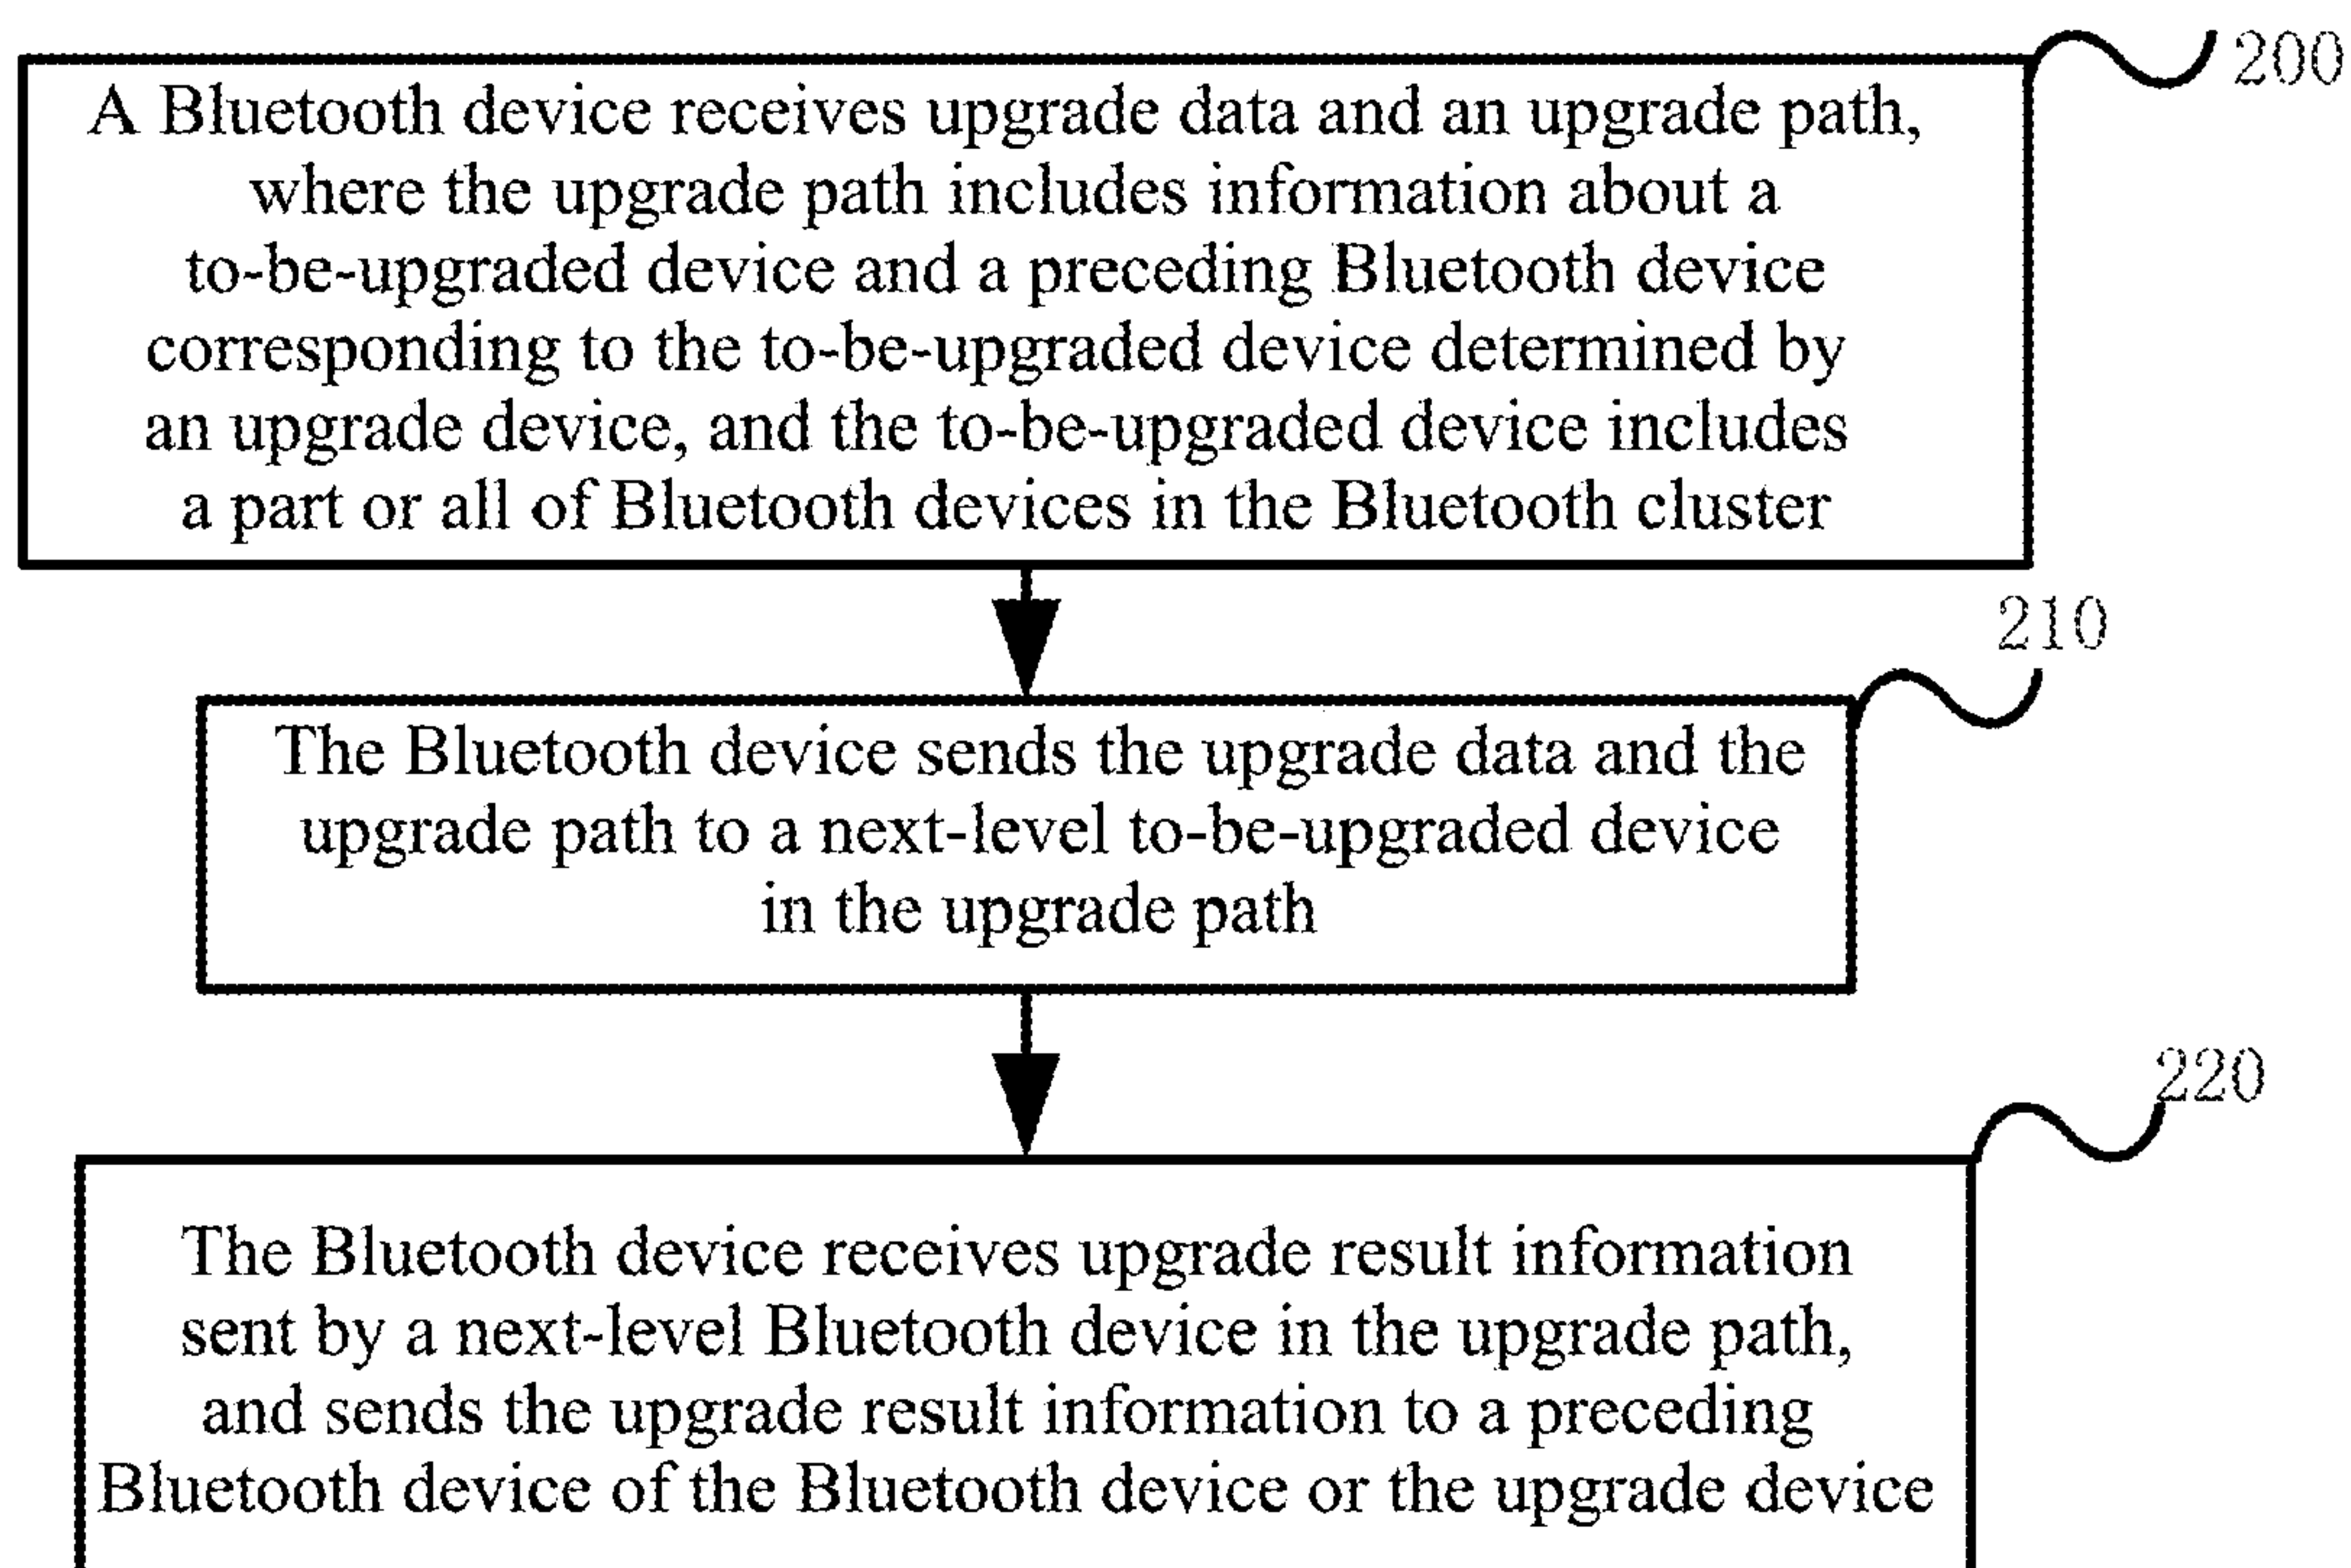 200
A Bluetooth device receives upgrade data and an upgrade path,
where the upgrade path includes information about a
to-be-upgraded device and a preceding Bluetooth device
corresponding to the to-be-upgraded device determined by
an upgrade device, and the to-be-upgraded device includes
a part or all of Bluetooth devices in the Bluetooth cluster
210
The Bluetooth device sends the upgrade data and the
upgrade path to a next-level to-be-upgraded device
in the upgrade path
220
The Bluetooth device receives upgrade result information
sent by a next-level Bluetooth device in the upgrade path,
and sends the upgrade result information to a preceding
Bluetooth device of the Bluetooth device or the upgrade device